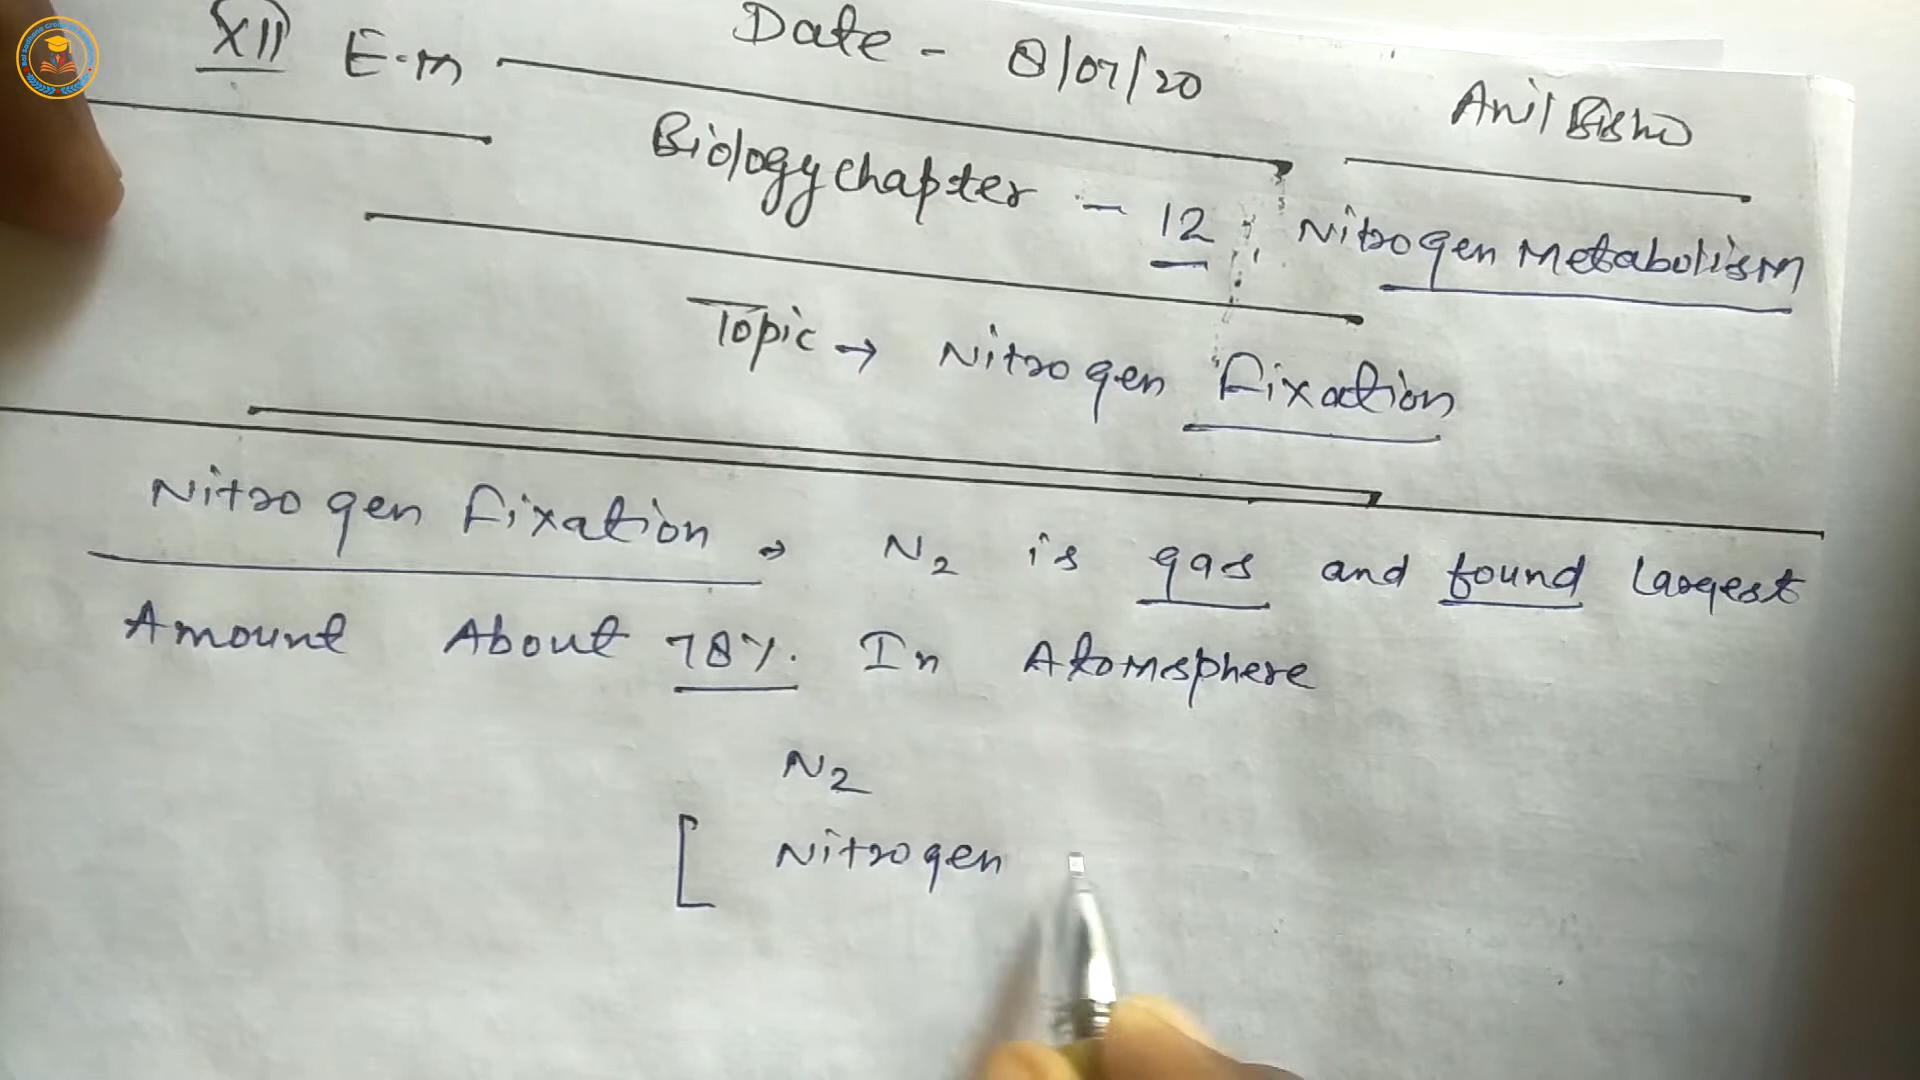 XII E-m Date - 8/07/20 Anil Bishno
Biology chapter - 12 : Nitrogen Metabolism
Topic → Nitrogen Fixation
Nitrogen Fixation → N2 is gas and found Largest
Amount About 78%. In Atomsphere
N2
[ Nitrogen